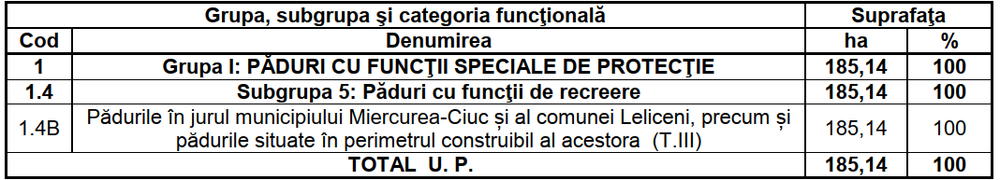 Grupa, subgrupa şi categoria funcţională Suprafaţa
Cod Denumirea ha %
1 Grupa I: PĂDURI CU FUNCŢII SPECIALE DE PROTECŢIE 185,14 100
1.4 Subgrupa 5: Păduri cu funcţii de recreere 185,14 100
1.4B Pădurile în jurul municipiului Miercurea-Ciuc și al comunei Leliceni, precum și 185,14 100
pădurile situate în perimetrul construibil al acestora (T.III)
TOTAL U. P. 185,14 100